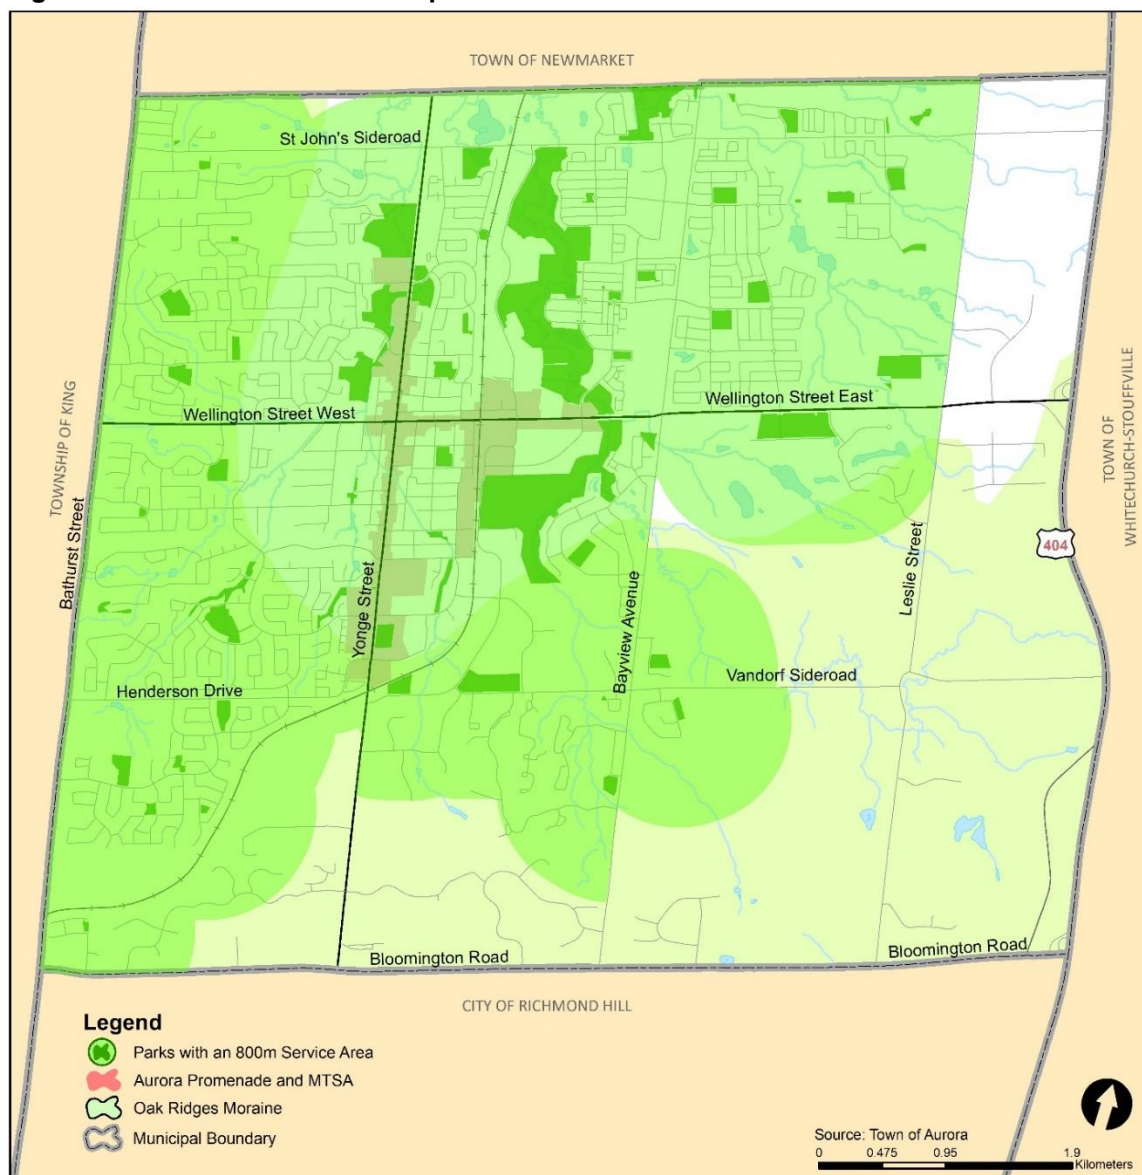 TOWN OF NEWMARKET
St John's Sideroad
Wellington Street West
Wellington Street East
TOWNSHIP OF KING
Bathurst Street
TOWN OF
WHITECHURCH-STOUFFVILLE
404
Yonge Street
Bayview Avenue
Leslie Street
Henderson Drive
Vandorf Sideroad
Bloomington Road
Bloomington Road
CITY OF RICHMOND HILL
Legend
Parks with an 800m Service Area
Aurora Promenade and MTSA
Oak Ridges Moraine
Municipal Boundary
Source: Town of Aurora
0 0.475 0.95 1.9
Kilometers